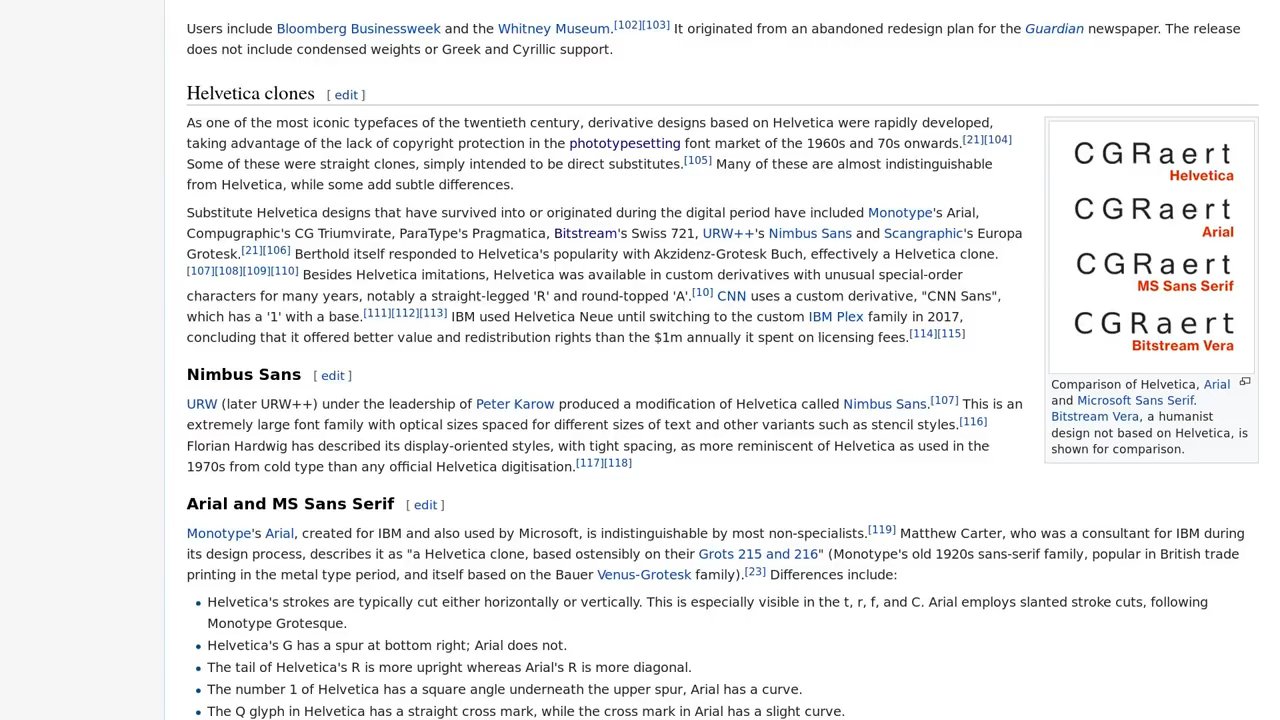 Users include Bloomberg Businessweek and the Whitney Museum.[102][103] It originated from an abandoned redesign plan for the Guardian newspaper. The release
does not include condensed weights or Greek and Cyrillic support.
Helvetica clones [ edit ]
As one of the most iconic typefaces of the twentieth century, derivative designs based on Helvetica were rapidly developed,
taking advantage of the lack of copyright protection in the phototypesetting font market of the 1960s and 70s onwards.[21][104]
Some of these were straight clones, simply intended to be direct substitutes.[105] Many of these are almost indistinguishable
from Helvetica, while some add subtle differences.
Substitute Helvetica designs that have survived into or originated during the digital period have included Monotype's Arial,
Compugraphic's CG Triumvirate, ParaType's Pragmatica, Bitstream's Swiss 721, URW++'s Nimbus Sans and Scangraphic's Europa
Grotesk.[21][106] Berthold itself responded to Helvetica's popularity with Akzidenz-Grotesk Buch, effectively a Helvetica clone.
[107][108][109][110] Besides Helvetica imitations, Helvetica was available in custom derivatives with unusual special-order
characters for many years, notably a straight-legged 'R' and round-topped 'A'.[10] CNN uses a custom derivative, "CNN Sans",
which has a '1' with a base.[111][112][113] IBM used Helvetica Neue until switching to the custom IBM Plex family in 2017,
concluding that it offered better value and redistribution rights than the $1m annually it spent on licensing fees.[114][115]
CGRaert
Helvetica
CGRaert
Arial
CGRaert
MS Sans Serif
CGRaert
Bitstream Vera
Comparison of Helvetica, Arial
and Microsoft Sans Serif.
Bitstream Vera, a humanist
design not based on Helvetica, is
shown for comparison.
Nimbus Sans [ edit ]
URW (later URW++) under the leadership of Peter Karow produced a modification of Helvetica called Nimbus Sans.[107] This is an
extremely large font family with optical sizes spaced for different sizes of text and other variants such as stencil styles.[116]
Florian Hardwig has described its display-oriented styles, with tight spacing, as more reminiscent of Helvetica as used in the
1970s from cold type than any official Helvetica digitisation.[117][118]
Arial and MS Sans Serif [ edit ]
Monotype's Arial, created for IBM and also used by Microsoft, is indistinguishable by most non-specialists.[119] Matthew Carter, who was a consultant for IBM during
its design process, describes it as "a Helvetica clone, based ostensibly on their Grots 215 and 216" (Monotype's old 1920s sans-serif family, popular in British trade
printing in the metal type period, and itself based on the Bauer Venus-Grotesk family).[23] Differences include:
• Helvetica's strokes are typically cut either horizontally or vertically. This is especially visible in the t, r, f, and C. Arial employs slanted stroke cuts, following
Monotype Grotesque.
• Helvetica's G has a spur at bottom right; Arial does not.
• The tail of Helvetica's R is more upright whereas Arial's R is more diagonal.
• The number 1 of Helvetica has a square angle underneath the upper spur, Arial has a curve.
• The Q glyph in Helvetica has a straight cross mark, while the cross mark in Arial has a slight curve.